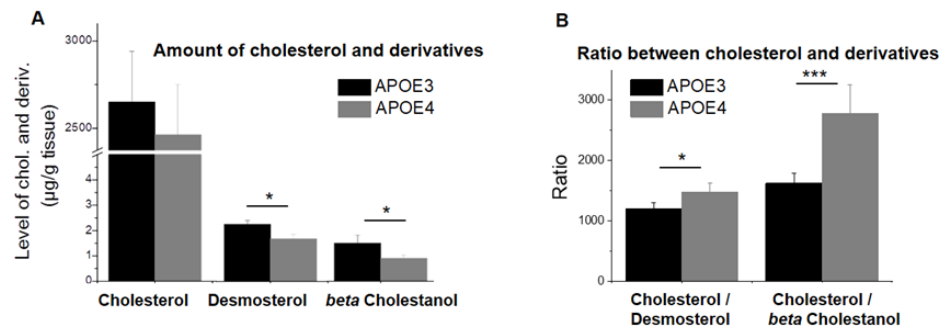 A
Amount of cholesterol and derivatives
APOE3
APOE4
Level of chol. and deriv.
(µg/g tissue)
3000
2500
4
3
2
1
0
*
*
Cholesterol
Desmosterol
beta Cholestanol
B
Ratio between cholesterol and derivatives
APOE3
APOE4
***
*
Ratio
3000
2000
1000
0
Cholesterol /
Desmosterol
Cholesterol /
beta Cholestanol